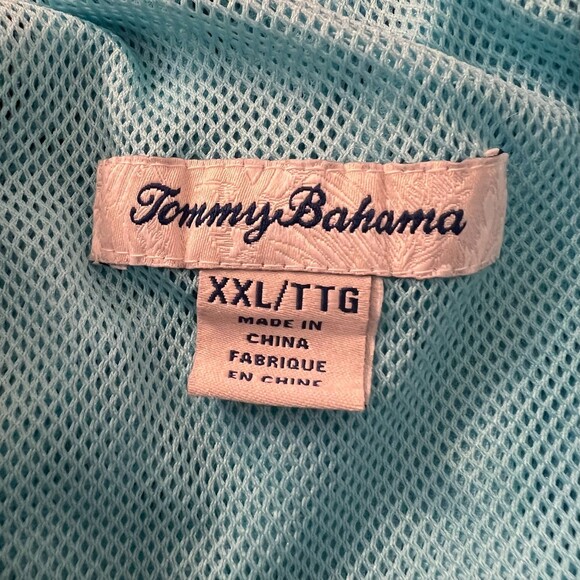 Tommy Bahama
XXL/TTG
MADE IN
CHINA
FABRIQUE
EN CHINE